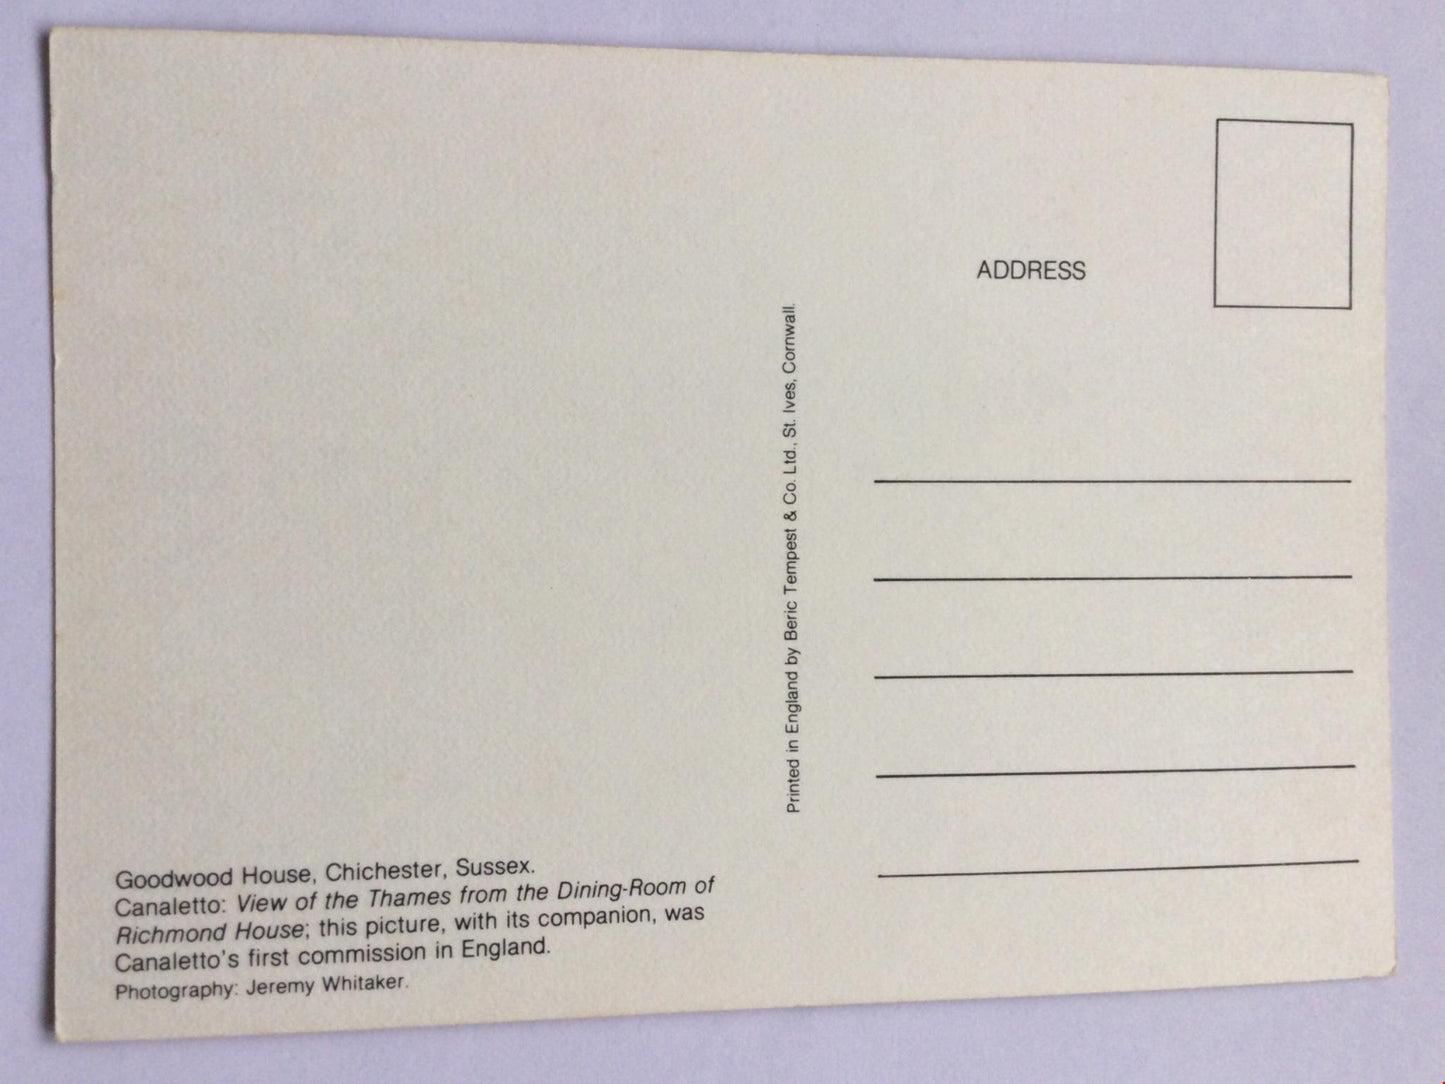 ADDRESS
Printed in England by Beric Tempest & Co. Ltd., St. Ives, Cornwall.
Goodwood House, Chichester, Sussex.
Canaletto: View of the Thames from the Dining-Room of
Richmond House; this picture, with its companion, was
Canaletto's first commission in England.
Photography: Jeremy Whitaker.